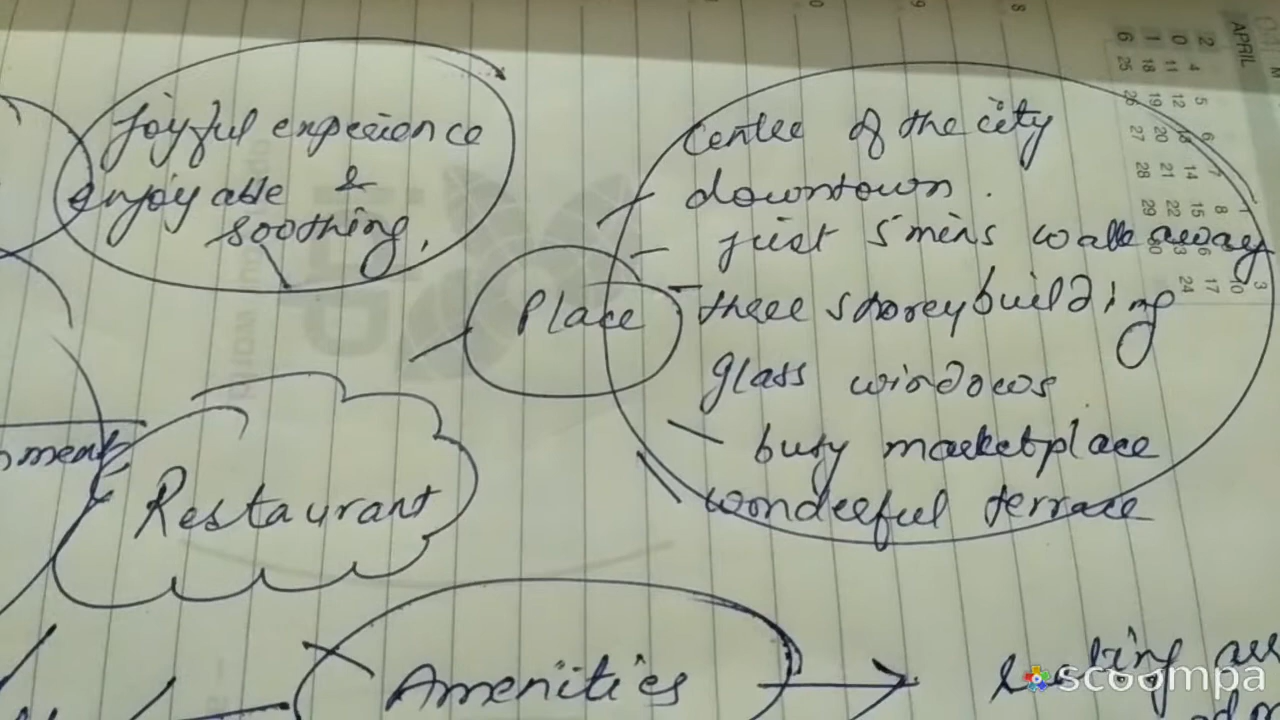 Joyful experience
enjoyable &
soothing.
Centre of the city
downtown.
just 5 mins walk away
three storey building
glass windows
busy marketplace
wonderful terrace
Place
Restaurant
Amenities
scoompa
APRIL